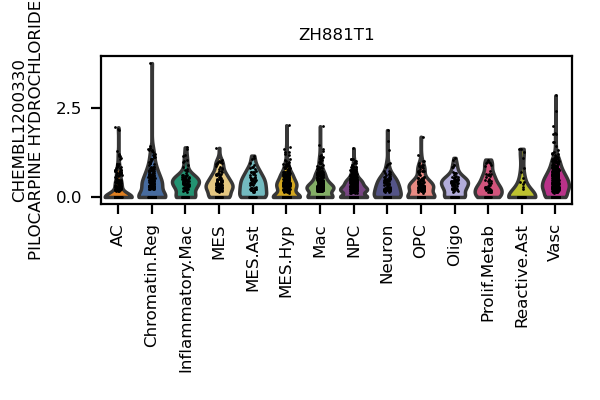 ZH881T1
CHEMBL1200330
PILOCARPINE HYDROCHLORIDE
2.5
0.0
AC
Chromatin.Reg
Inflammatory.Mac
MES
MES.Ast
MES.Hyp
Mac
NPC
Neuron
OPC
Oligo
Prolif.Metab
Reactive.Ast
Vasc